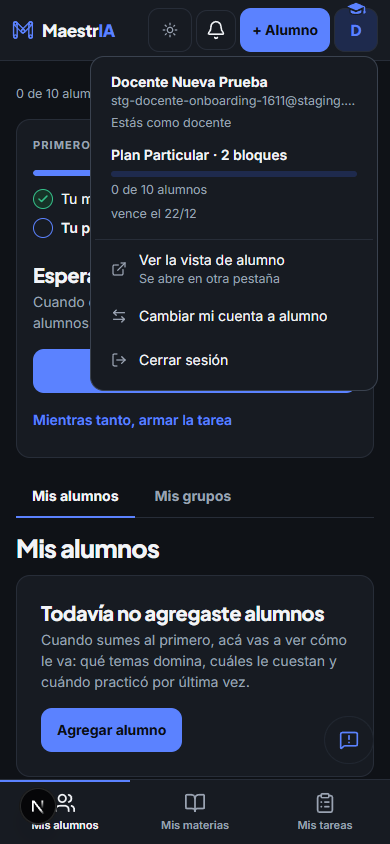 MaestrIA
+ Alumno
D
Docente Nueva Prueba
stg-docente-onboarding-1611@staging....
Estás como docente
Plan Particular · 2 bloques
0 de 10 alumnos
vence el 22/12
Ver la vista de alumno
Se abre en otra pestaña
Cambiar mi cuenta a alumno
Cerrar sesión
0 de 10 alum
PRIMERO
Tu m
Tu p
Espera
Cuando
alumnos
Mientras tanto, armar la tarea
Mis alumnos
Mis grupos
Mis alumnos
Todavía no agregaste alumnos
Cuando sumes al primero, acá vas a ver cómo
le va: qué temas domina, cuáles le cuestan y
cuándo practicó por última vez.
Agregar alumno
N
Mis alumnos
Mis materias
Mis tareas